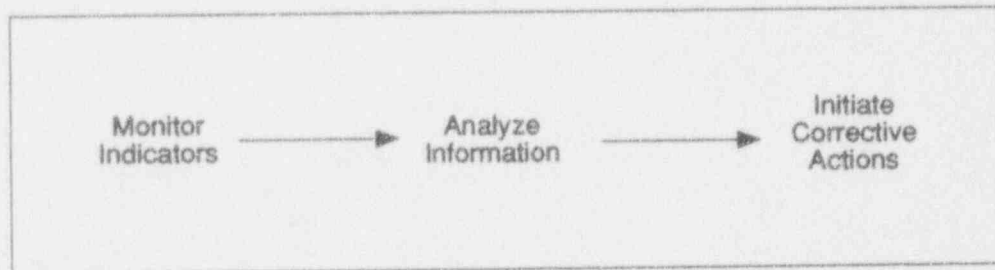 Monitor
Indicators
Analyze
Information
Initiate
Corrective
Actions